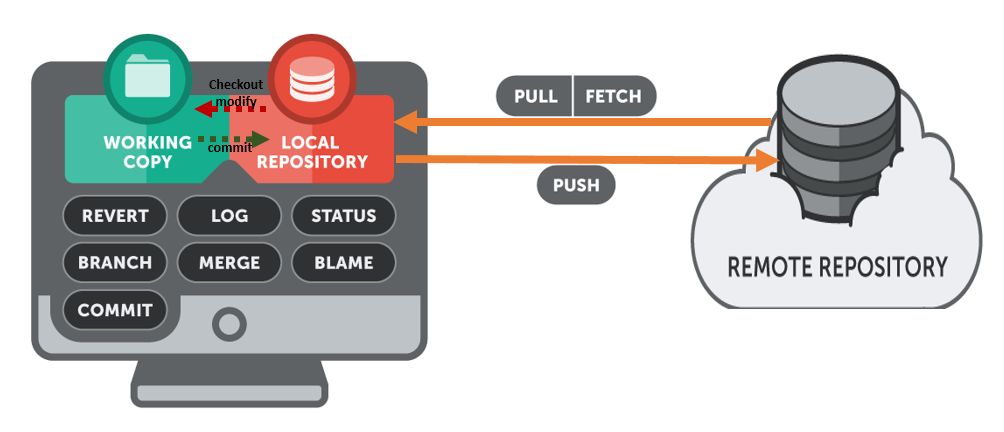 Checkout
modify
WORKING
COPY
commit
LOCAL
REPOSITORY
REVERT
LOG
STATUS
BRANCH
MERGE
BLAME
COMMIT
PULL
FETCH
PUSH
REMOTE REPOSITORY